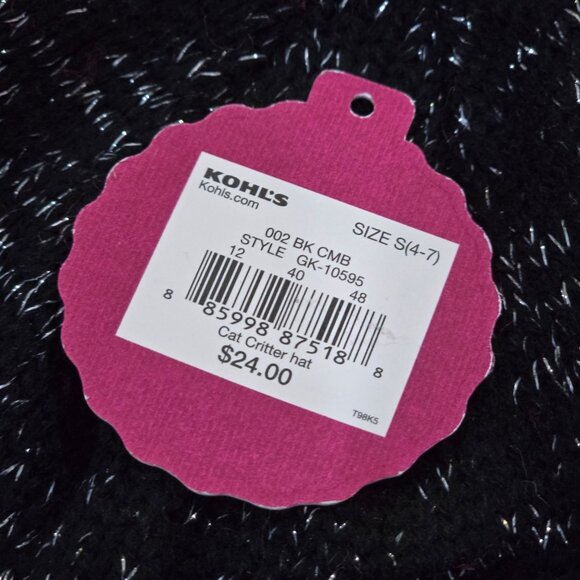 KOHL'S
Kohls.com
SIZE S(4-7)
002 BK CMB
STYLE GK-10595
12 40 48
8 85998 87518 8
Cat Critter hat
$24.00
T98K5